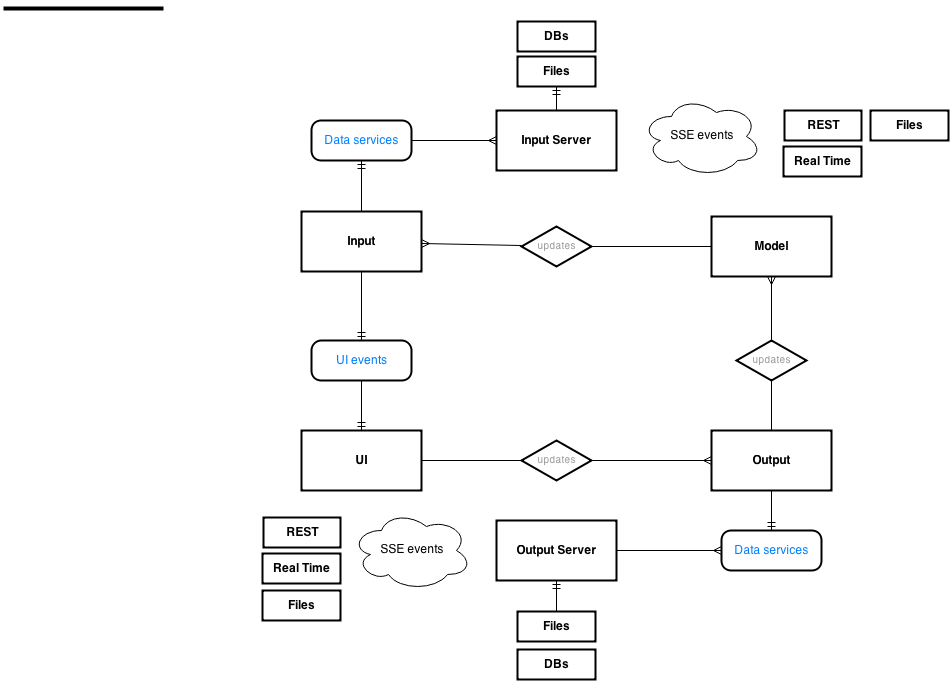 DBs
Files
Data services
Input Server
SSE events
REST
Files
Real Time
Input
updates
Model
UI events
updates
UI
updates
Output
REST
SSE events
Output Server
Data services
Real Time
Files
Files
DBs